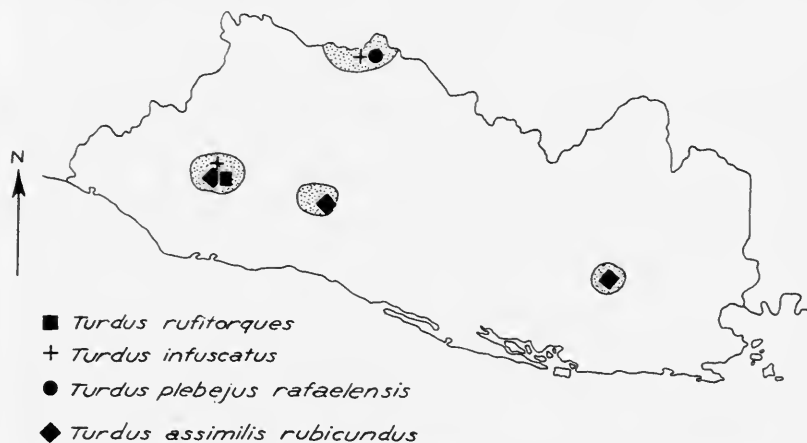 N
Turdus rufitorques
Turdus infuscatus
Turdus plebejus rafaelensis
Turdus assimilis rubicundus